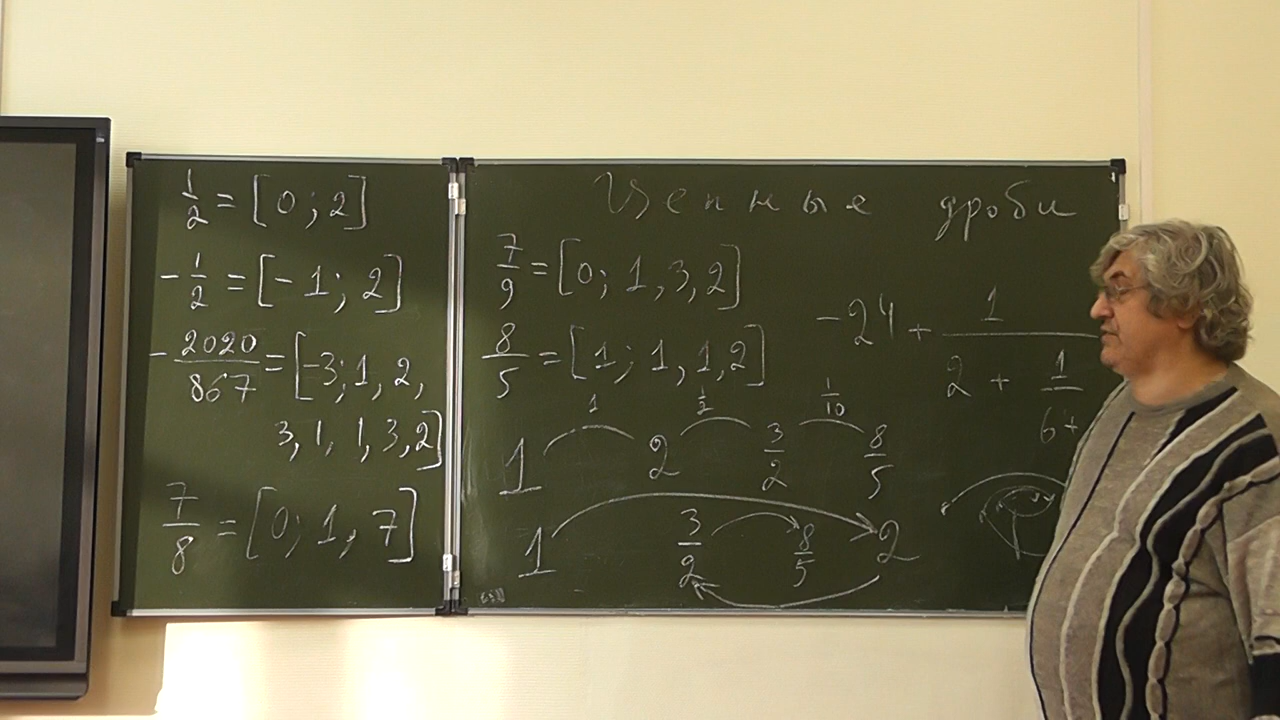 1/2 = [0; 2]
-1/2 = [-1; 2]
-2020/867 = [-3; 1, 2,
3, 1, 1, 3, 2]
7/8 = [0; 1, 7]
Цепные дроби
7/9 = [0; 1, 3, 2]
8/5 = [1; 1, 1, 2]
-24 + 1
2 + 1
6+
1 1/2 1/10
1 2 3/2 8/5
1 3/2 8/5 2